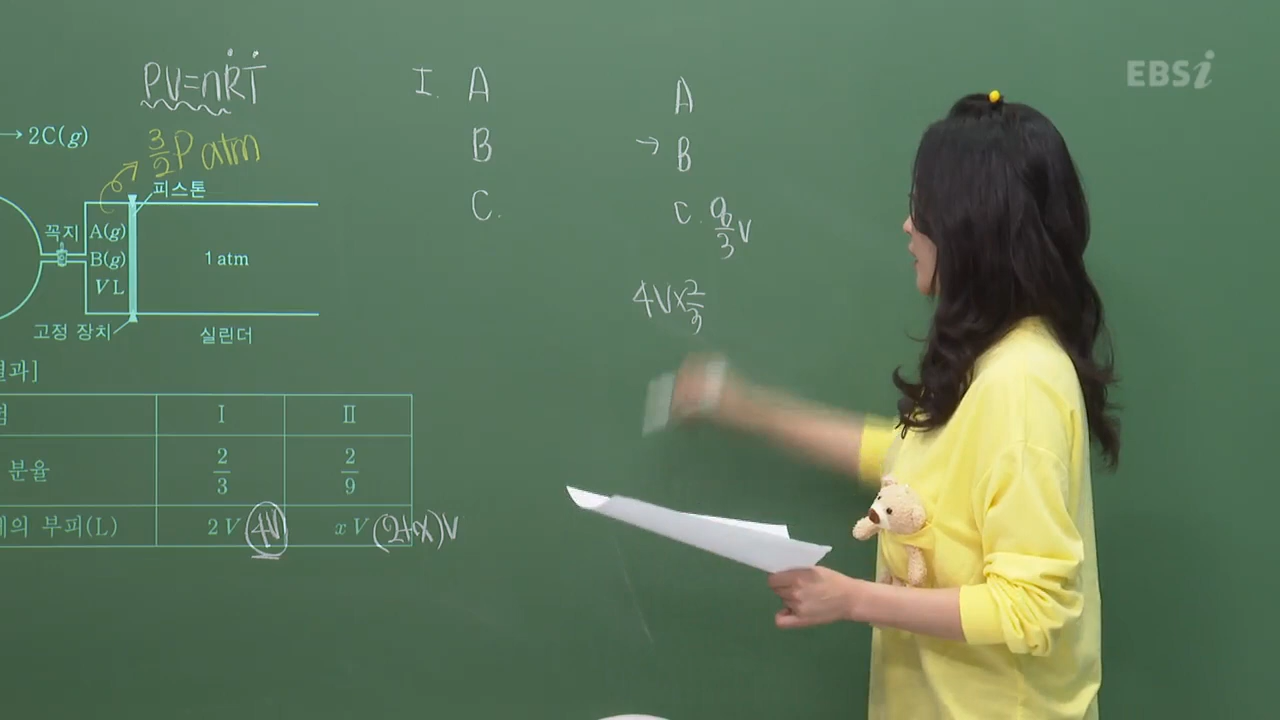 EBSi
PV=nRT
I. A
B
C.
A
→ B
C. 8/3 V
4V×2/3
→ 2C(g)
3/2 P atm
피스톤
꼭지
A(g)
B(g)
V L
1 atm
고정 장치
실린더
결과]
I II
분율 2/3 2/9
의 부피(L) 2V 4V xV (2+x)V